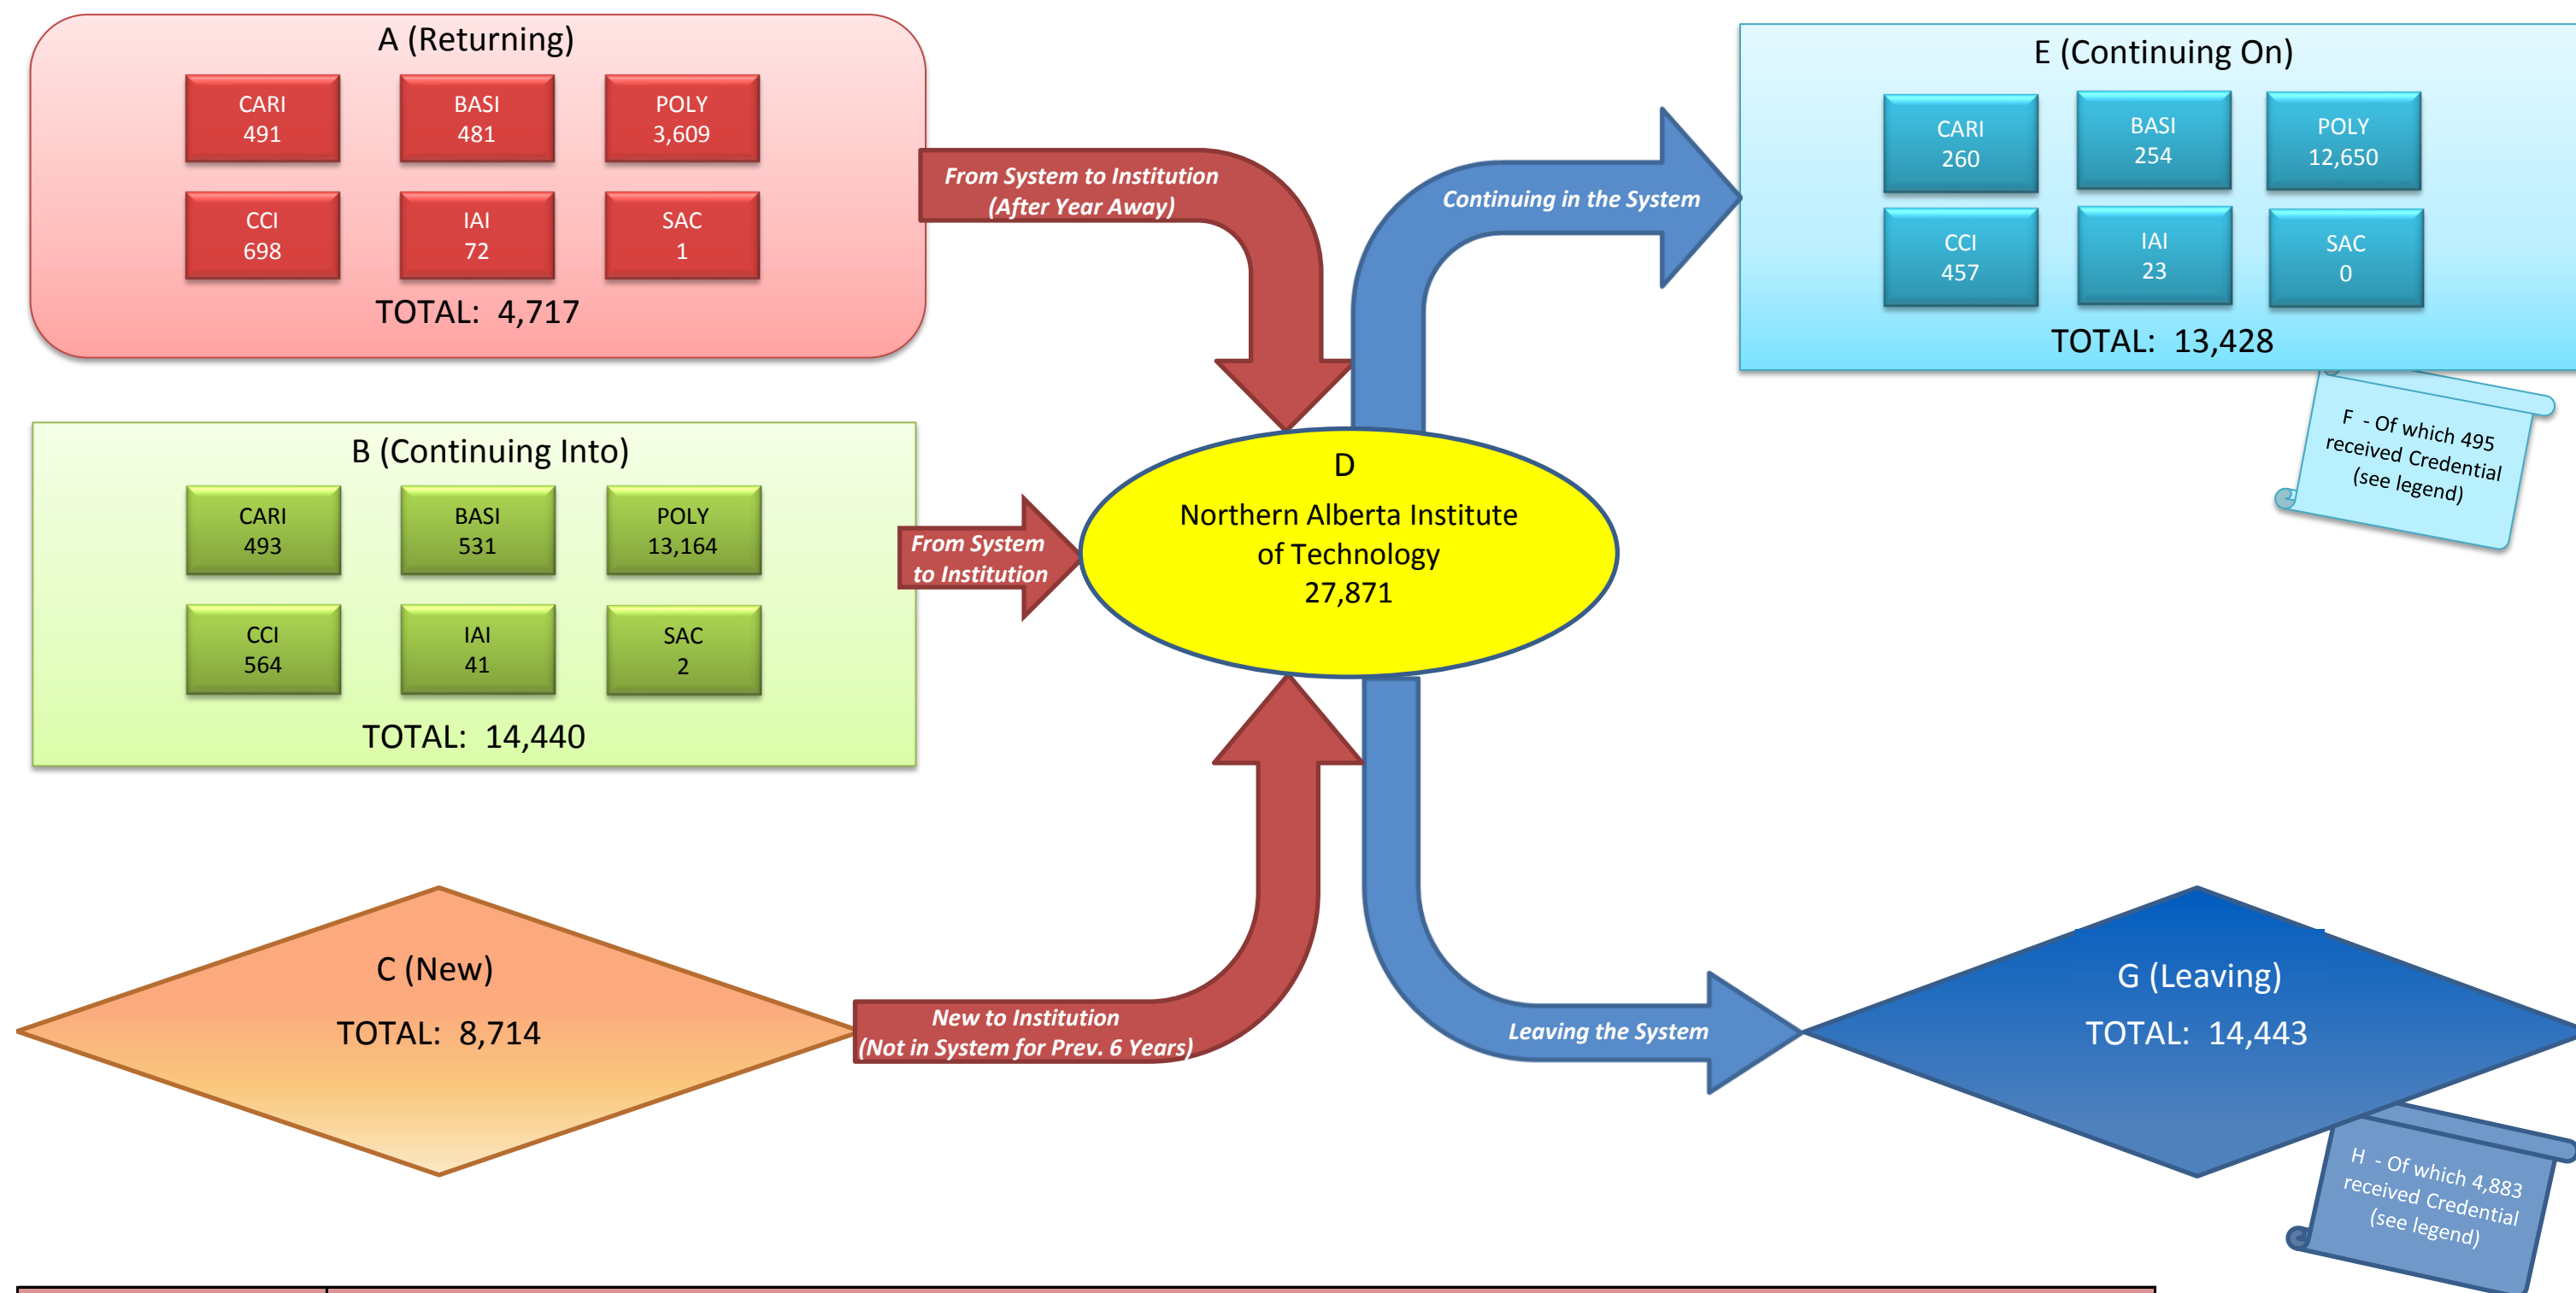 A (Returning)
CARI
491
BASI
481
POLY
3,609
CCI
698
IAI
72
SAC
1
TOTAL: 4,717
From System to Institution
(After Year Away)
Continuing in the System
E (Continuing On)
CARI
260
BASI
254
POLY
12,650
CCI
457
IAI
23
SAC
0
TOTAL: 13,428
F - Of which 495
received Credential
(see legend)
B (Continuing Into)
CARI
493
BASI
531
POLY
13,164
CCI
564
IAI
41
SAC
2
TOTAL: 14,440
From System
to Institution
D
Northern Alberta Institute
of Technology
27,871
C (New)
TOTAL: 8,714
New to Institution
(Not in System for Prev. 6 Years)
Leaving the System
G (Leaving)
TOTAL: 14,443
H - Of which 4,883
received Credential
(see legend)